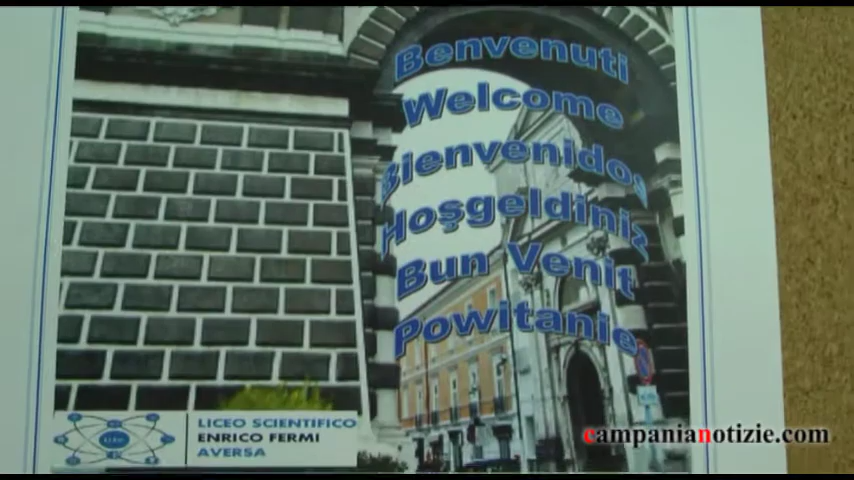 Benvenuti
Welcome
Bienvenidos
Hoşgeldiniz
Bun Venit
Powitanie
LICEO SCIENTIFICO
ENRICO FERMI
AVERSA
campanianotizie.com